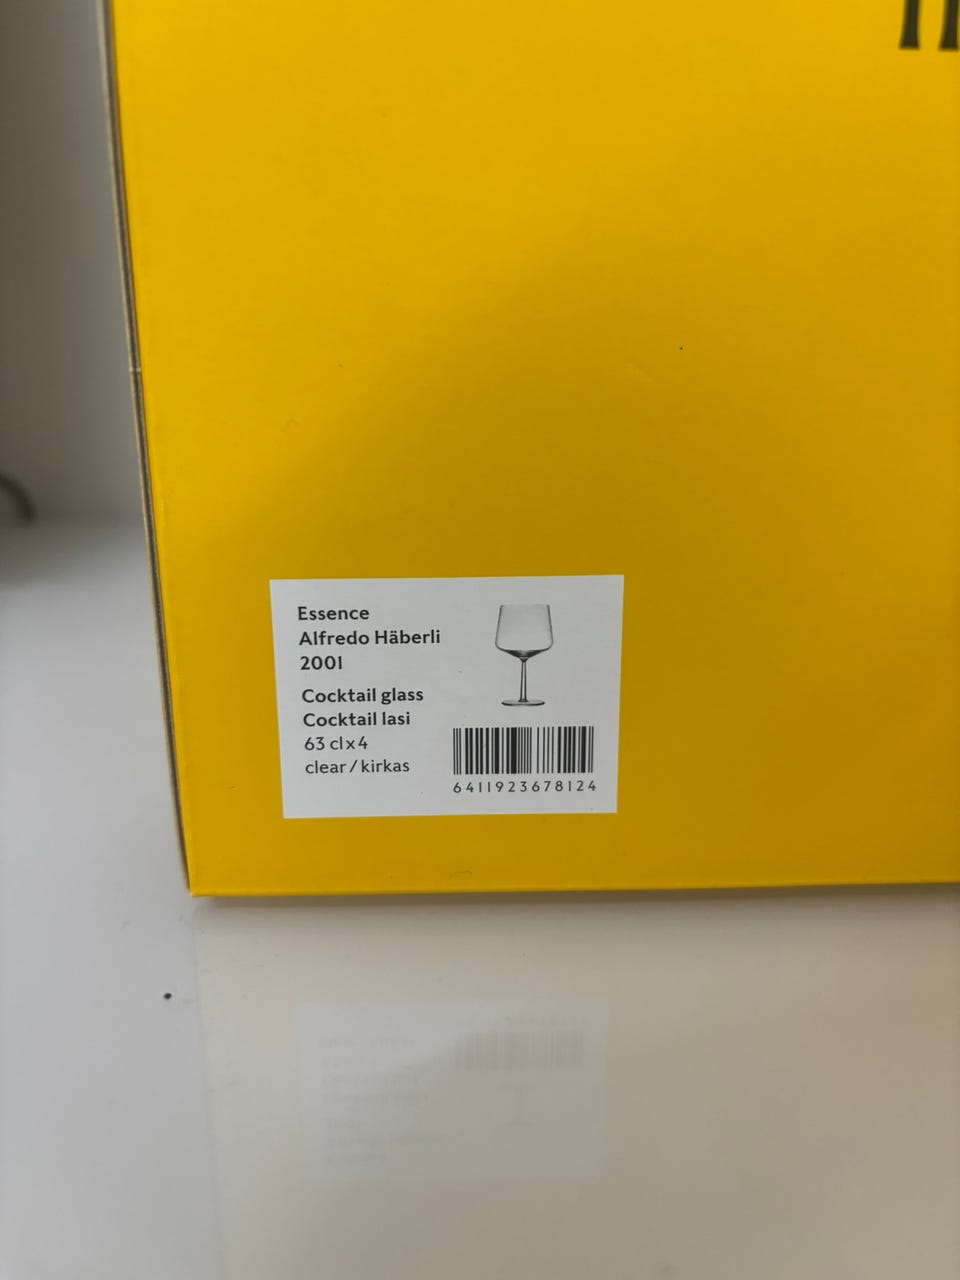 Essence
Alfredo Häberli
2001
Cocktail glass
Cocktail lasi
63 cl x 4
clear / kirkas
6411923678124